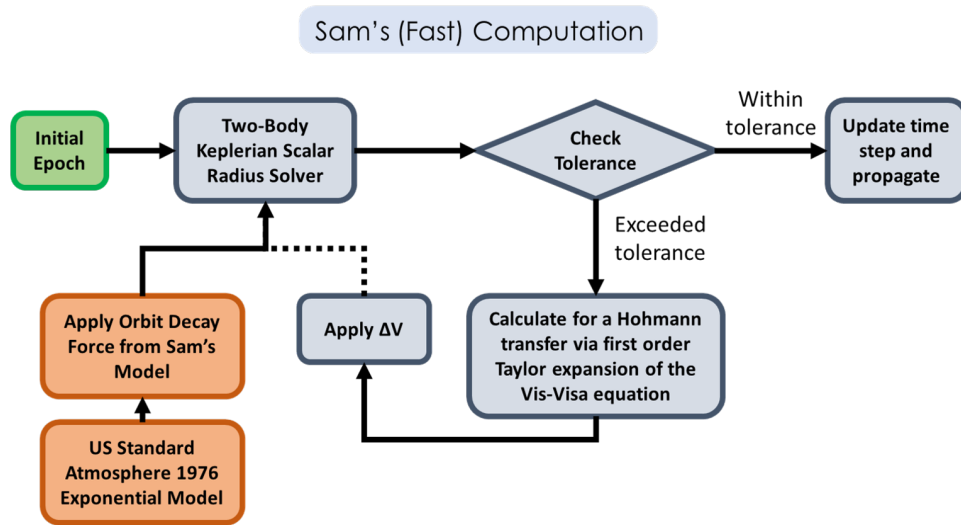 Sam's (Fast) Computation
Initial
Epoch
Two-Body
Keplerian Scalar
Radius Solver
Check
Tolerance
Within
tolerance
Update time
step and
propagate
Exceeded
tolerance
Apply Orbit Decay
Force from Sam's
Model
Apply ΔV
Calculate for a Hohmann
transfer via first order
Taylor expansion of the
Vis-Visa equation
US Standard
Atmosphere 1976
Exponential Model